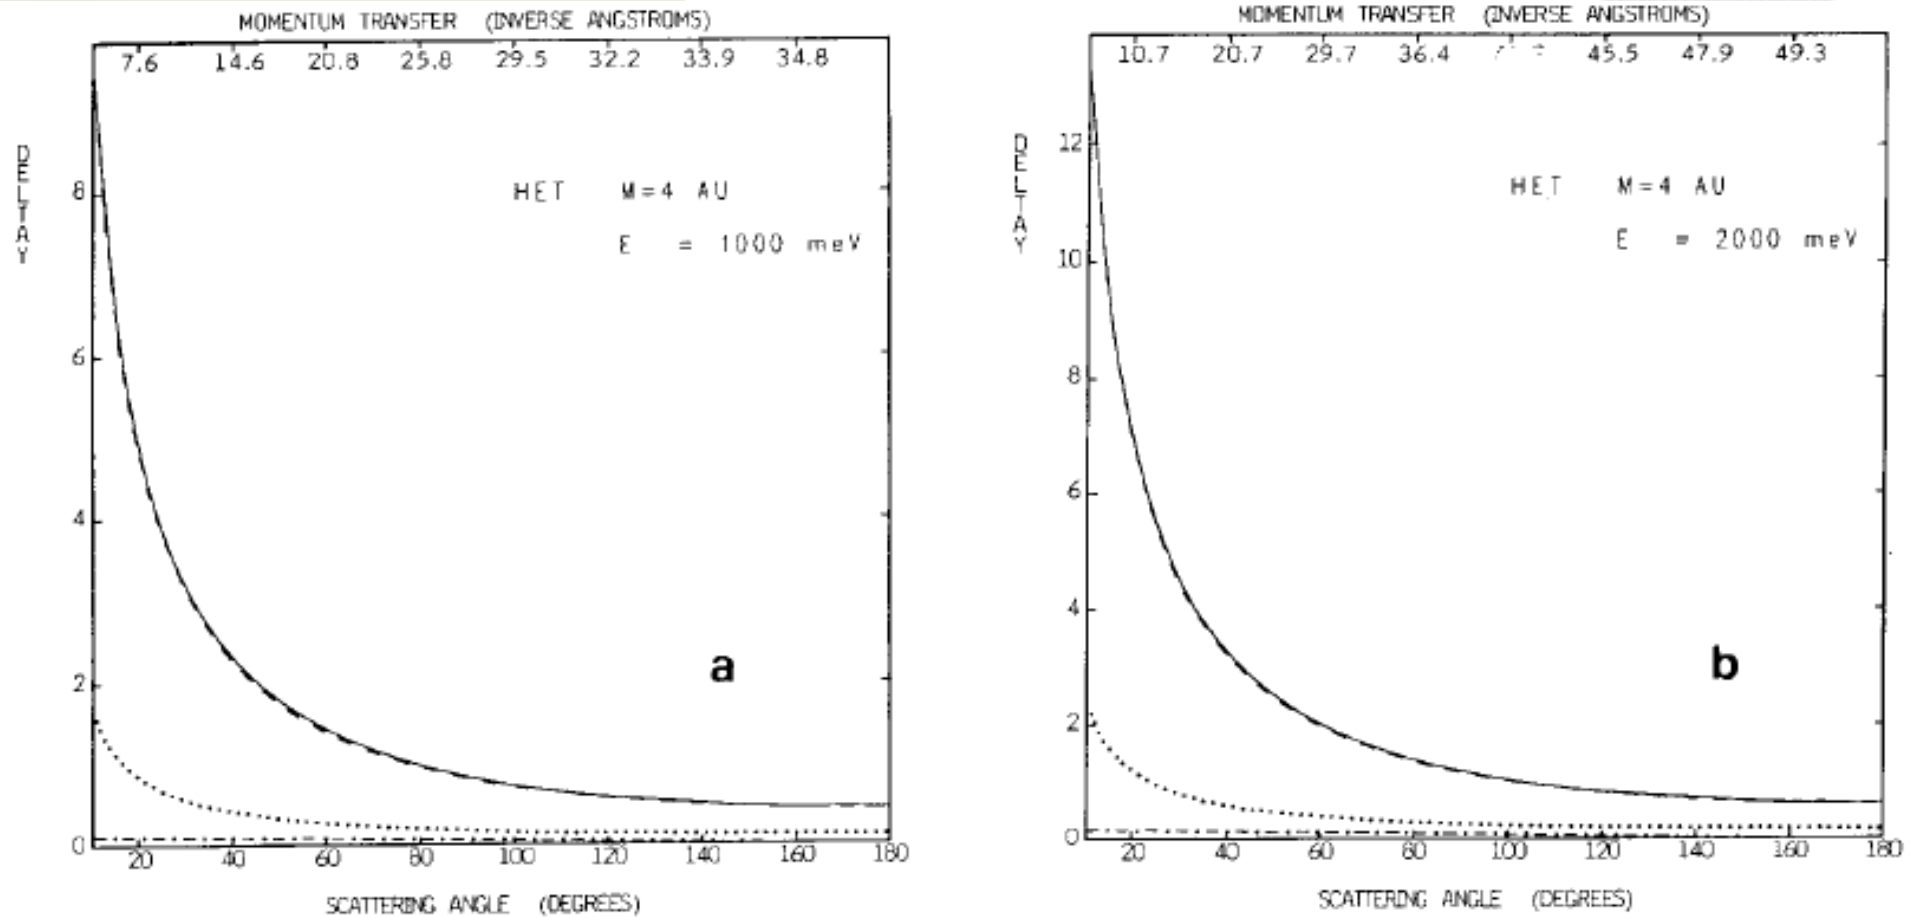 MOMENTUM TRANSFER (INVERSE ANGSTROMS)
7.6 14.6 20.8 25.8 29.5 32.2 33.9 34.8
DELTAY
8
6
4
2
0
HET M=4 AU
E = 1000 meV
a
20 40 60 80 100 120 140 160 180
SCATTERING ANGLE (DEGREES)
MOMENTUM TRANSFER (INVERSE ANGSTROMS)
10.7 20.7 29.7 36.4 45.5 47.9 49.3
DELTAY
12
10
8
6
4
2
0
HET M=4 AU
E = 2000 meV
b
20 40 60 80 100 120 140 160 180
SCATTERING ANGLE (DEGREES)